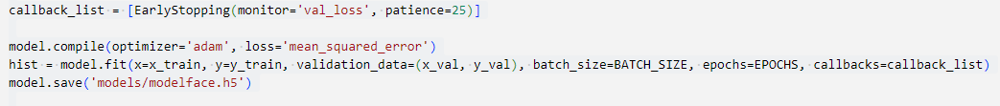 callback_list = [EarlyStopping(monitor='val_loss', patience=25)]
model.compile(optimizer='adam', loss='mean_squared_error')
hist = model.fit(x=x_train, y=y_train, validation_data=(x_val, y_val), batch_size=BATCH_SIZE, epochs=EPOCHS, callbacks=callback_list)
model.save('models/modelface.h5')